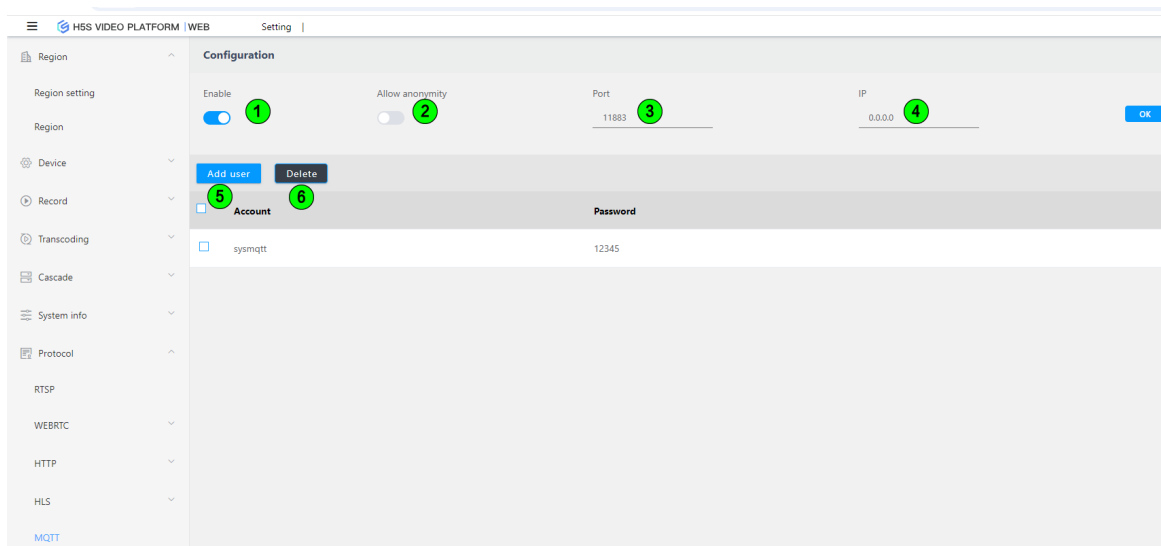 H5S VIDEO PLATFORM | WEB Setting |
Region
Region setting
Region
Device
Record
Transcoding
Cascade
System info
Protocol
RTSP
WEBRTC
HTTP
HLS
MQTT
Configuration
Enable Allow anonymity Port IP
1 2 11883 3 0.0.0.0 4 OK
Add user Delete
5 6
Account Password
sysmqtt 12345